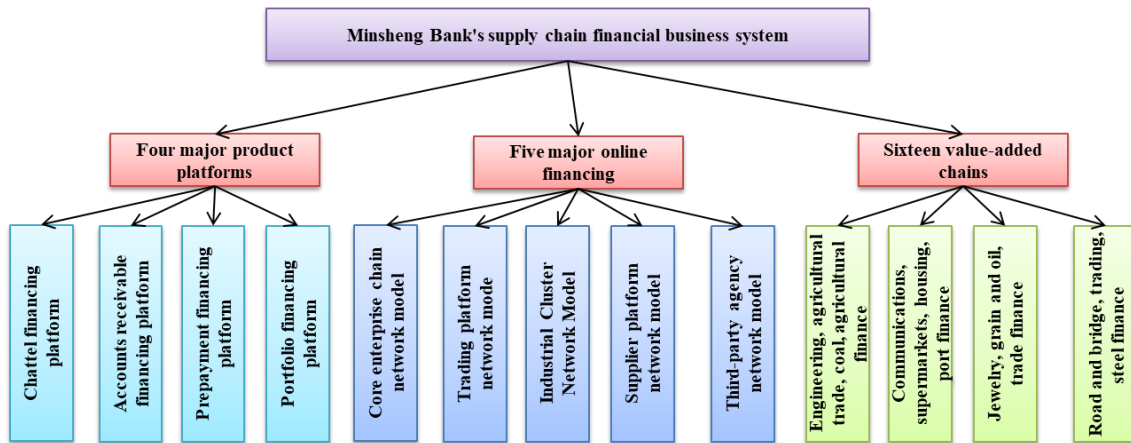 Minsheng Bank's supply chain financial business system
Four major product
platforms
Five major online
financing
Sixteen value-added
chains
Chattel financing
platform
Accounts receivable
financing platform
Prepayment financing
platform
Portfolio financing
platform
Core enterprise chain
network model
Trading platform
network mode
Industrial Cluster
Network Model
Supplier platform
network model
Third-party agency
network model
Engineering, agricultural
trade, coal, agricultural
finance
Communications,
supermarkets, housing,
port finance
Jewelry, grain and oil,
trade finance
Road and bridge, trading,
steel finance